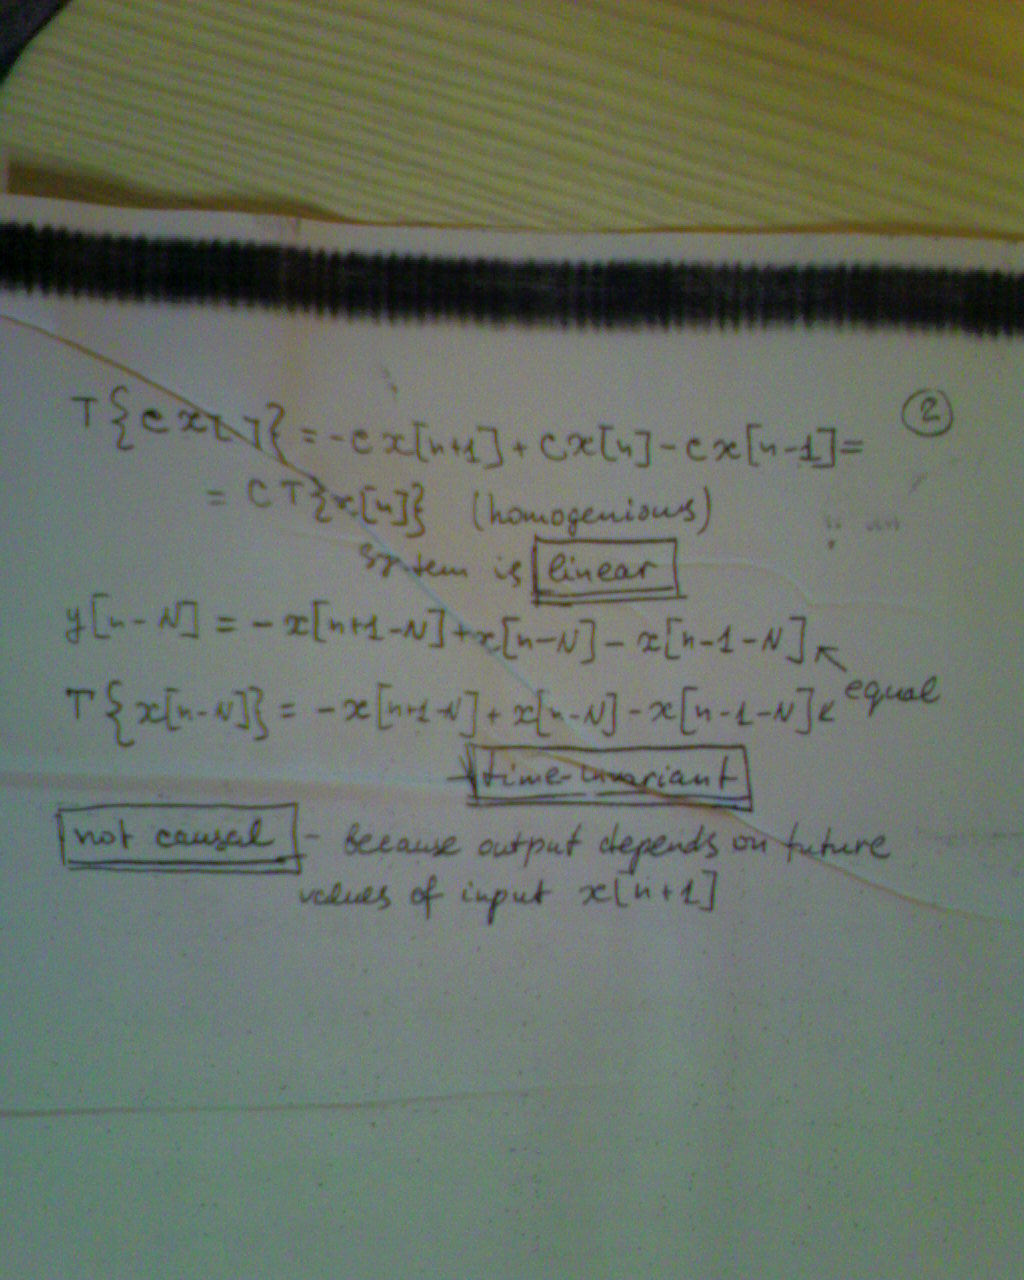 ②
T{cx[ ]} = -cx[n+1] + cx[n] - cx[n-1] =
= CT{x[n]} (homogenious)
system is linear
y[n-N] = -x[n+1-N] + x[n-N] - x[n-1-N]
equal
T{x[n-N]} = -x[n+1-N] + x[n-N] - x[n-1-N]
time-invariant
not causal - because output depends on future
values of input x[n+1]